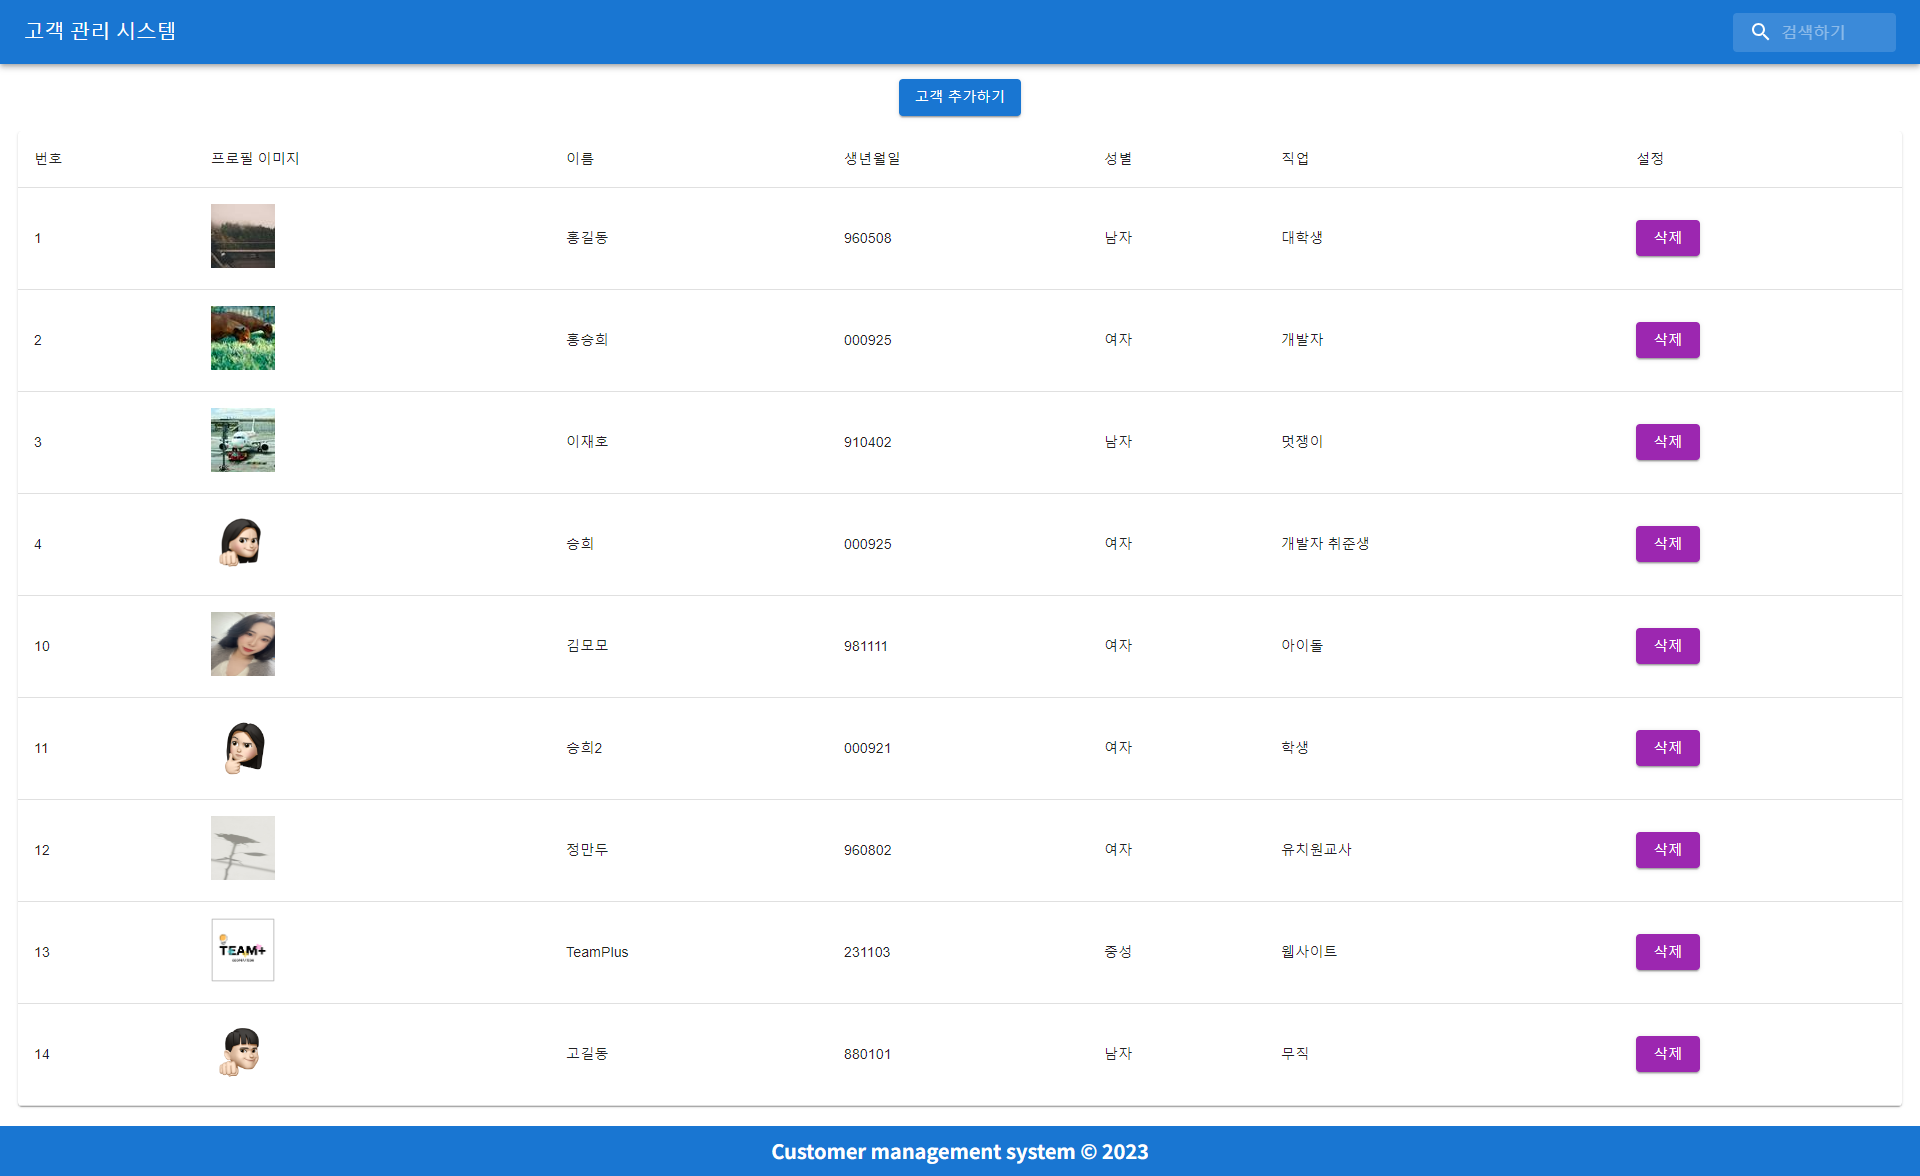 고객 관리 시스템
검색하기
고객 추가하기
번호 프로필 이미지 이름 생년월일 성별 직업 설정
1 홍길동 960508 남자 대학생 삭제
2 홍승희 000925 여자 개발자 삭제
3 이재호 910402 남자 멋쟁이 삭제
4 승희 000925 여자 개발자 취준생 삭제
10 김모모 981111 여자 아이돌 삭제
11 승희2 000921 여자 학생 삭제
12 정만두 960802 여자 유치원교사 삭제
TEAM+
13 TeamPlus 231103 중성 웹사이트 삭제
14 고길동 880101 남자 무직 삭제
Customer management system © 2023